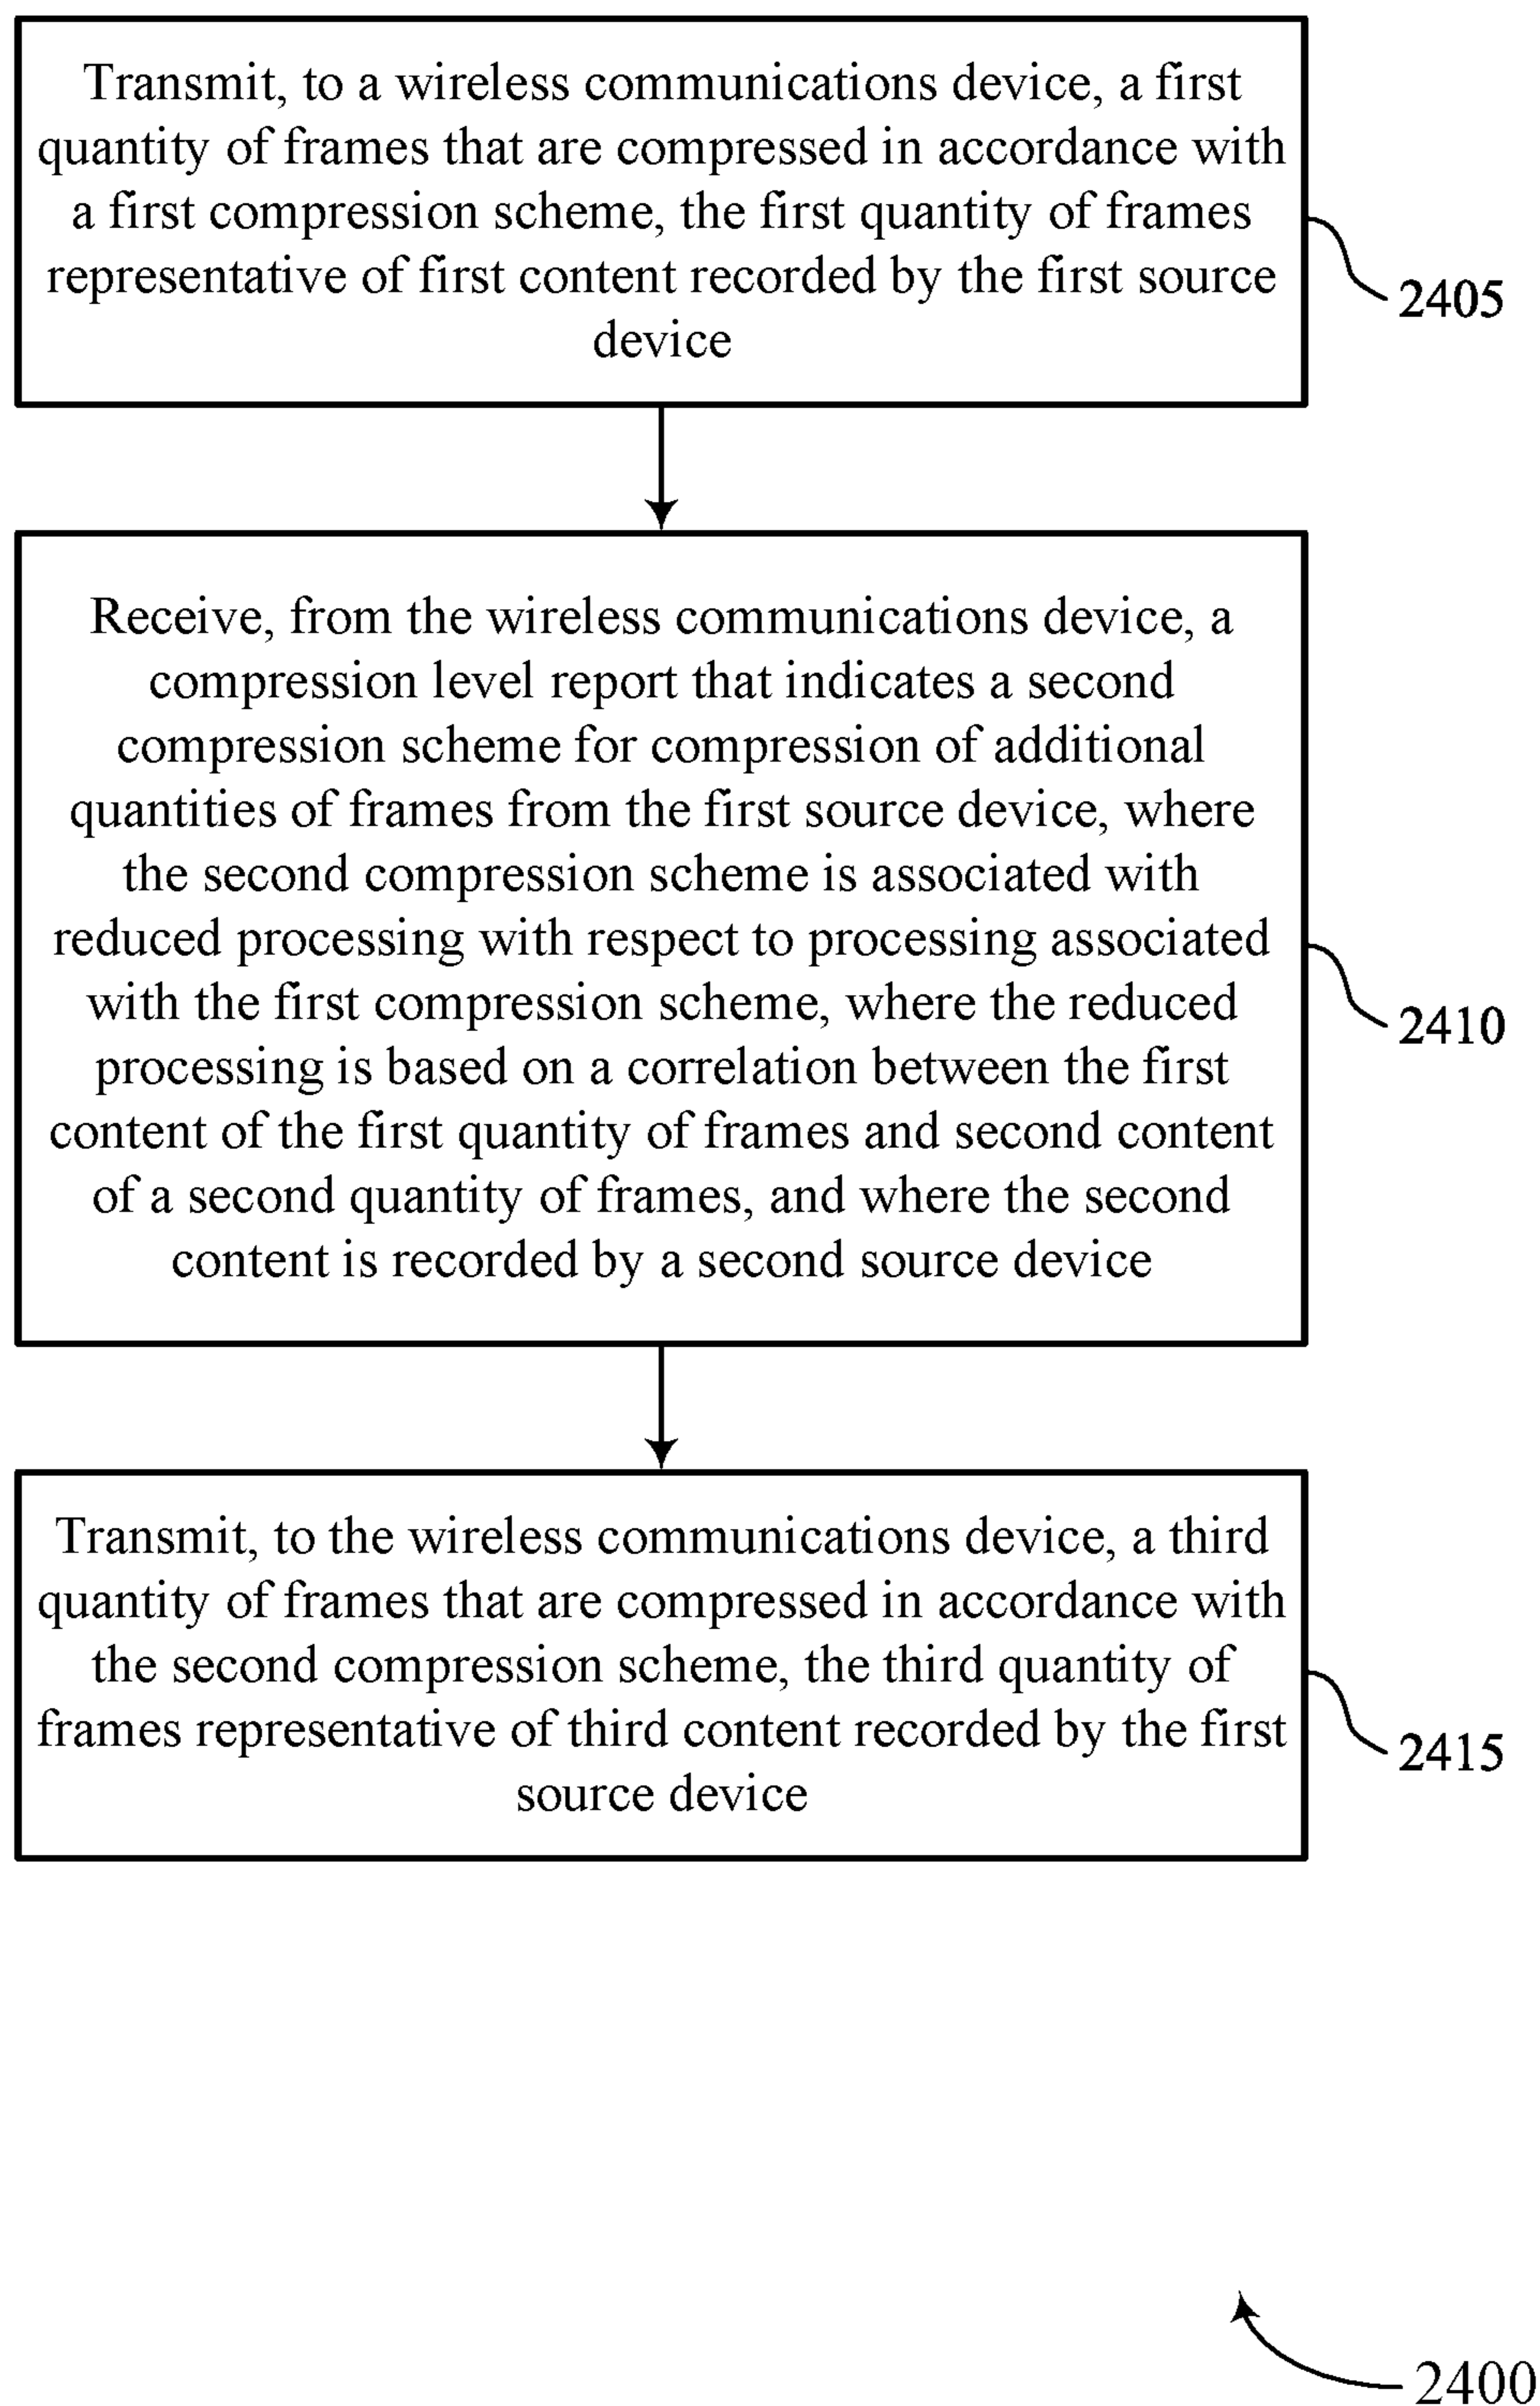 Transmit, to a wireless communications device, a first
quantity of frames that are compressed in accordance with
a first compression scheme, the first quantity of frames
representative of first content recorded by the first source
device
2405
Receive, from the wireless communications device, a
compression level report that indicates a second
compression scheme for compression of additional
quantities of frames from the first source device, where
the second compression scheme is associated with
reduced processing with respect to processing associated
with the first compression scheme, where the reduced
processing is based on a correlation between the first
content of the first quantity of frames and second content
of a second quantity of frames, and where the second
content is recorded by a second source device
2410
Transmit, to the wireless communications device, a third
quantity of frames that are compressed in accordance with
the second compression scheme, the third quantity of
frames representative of third content recorded by the first
source device
2415
2400